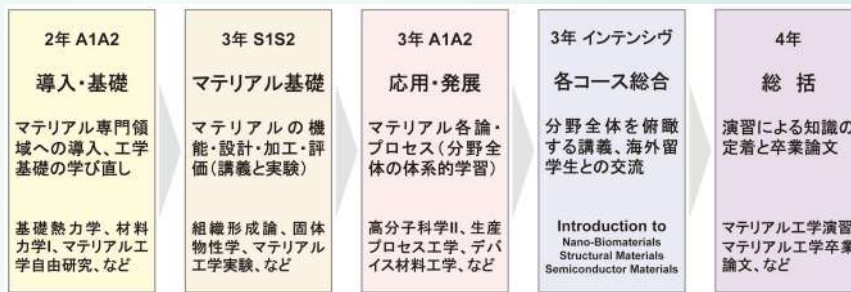 2年 A1A2
導入・基礎
マテリアル専門領
域への導入、工学
基礎の学び直し
基礎熱力学、材料
力学I、マテリアル工
学自由研究、など
3年 S1S2
マテリアル基礎
マテリアルの機
能・設計・加工・評
価(講義と実験)
組織形成論、固体
物性学、マテリアル
工学実験、など
3年 A1A2
応用・発展
マテリアル各論・
プロセス(分野全
体の体系的学習)
高分子科学II、生産
プロセス工学、デバ
イス材料工学、など
3年 インテンシヴ
各コース総合
分野全体を俯瞰
する講義、海外留
学生との交流
Introduction to
Nano-Biomaterials
Structural Materials
Semiconductor Materials
4年
総 括
演習による知識の
定着と卒業論文
マテリアル工学演習
マテリアル工学卒業
論文、など